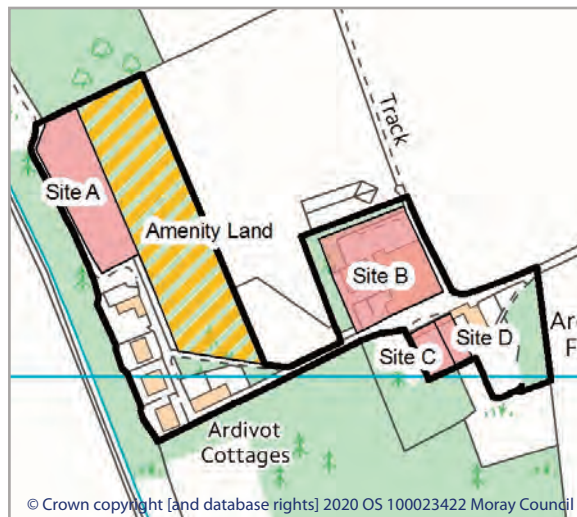 Track
Site A
Amenity Land
Site B
Site D
Ar
F
Site C
Ardivot
Cottages
© Crown copyright [and database rights] 2020 OS 100023422 Moray Council